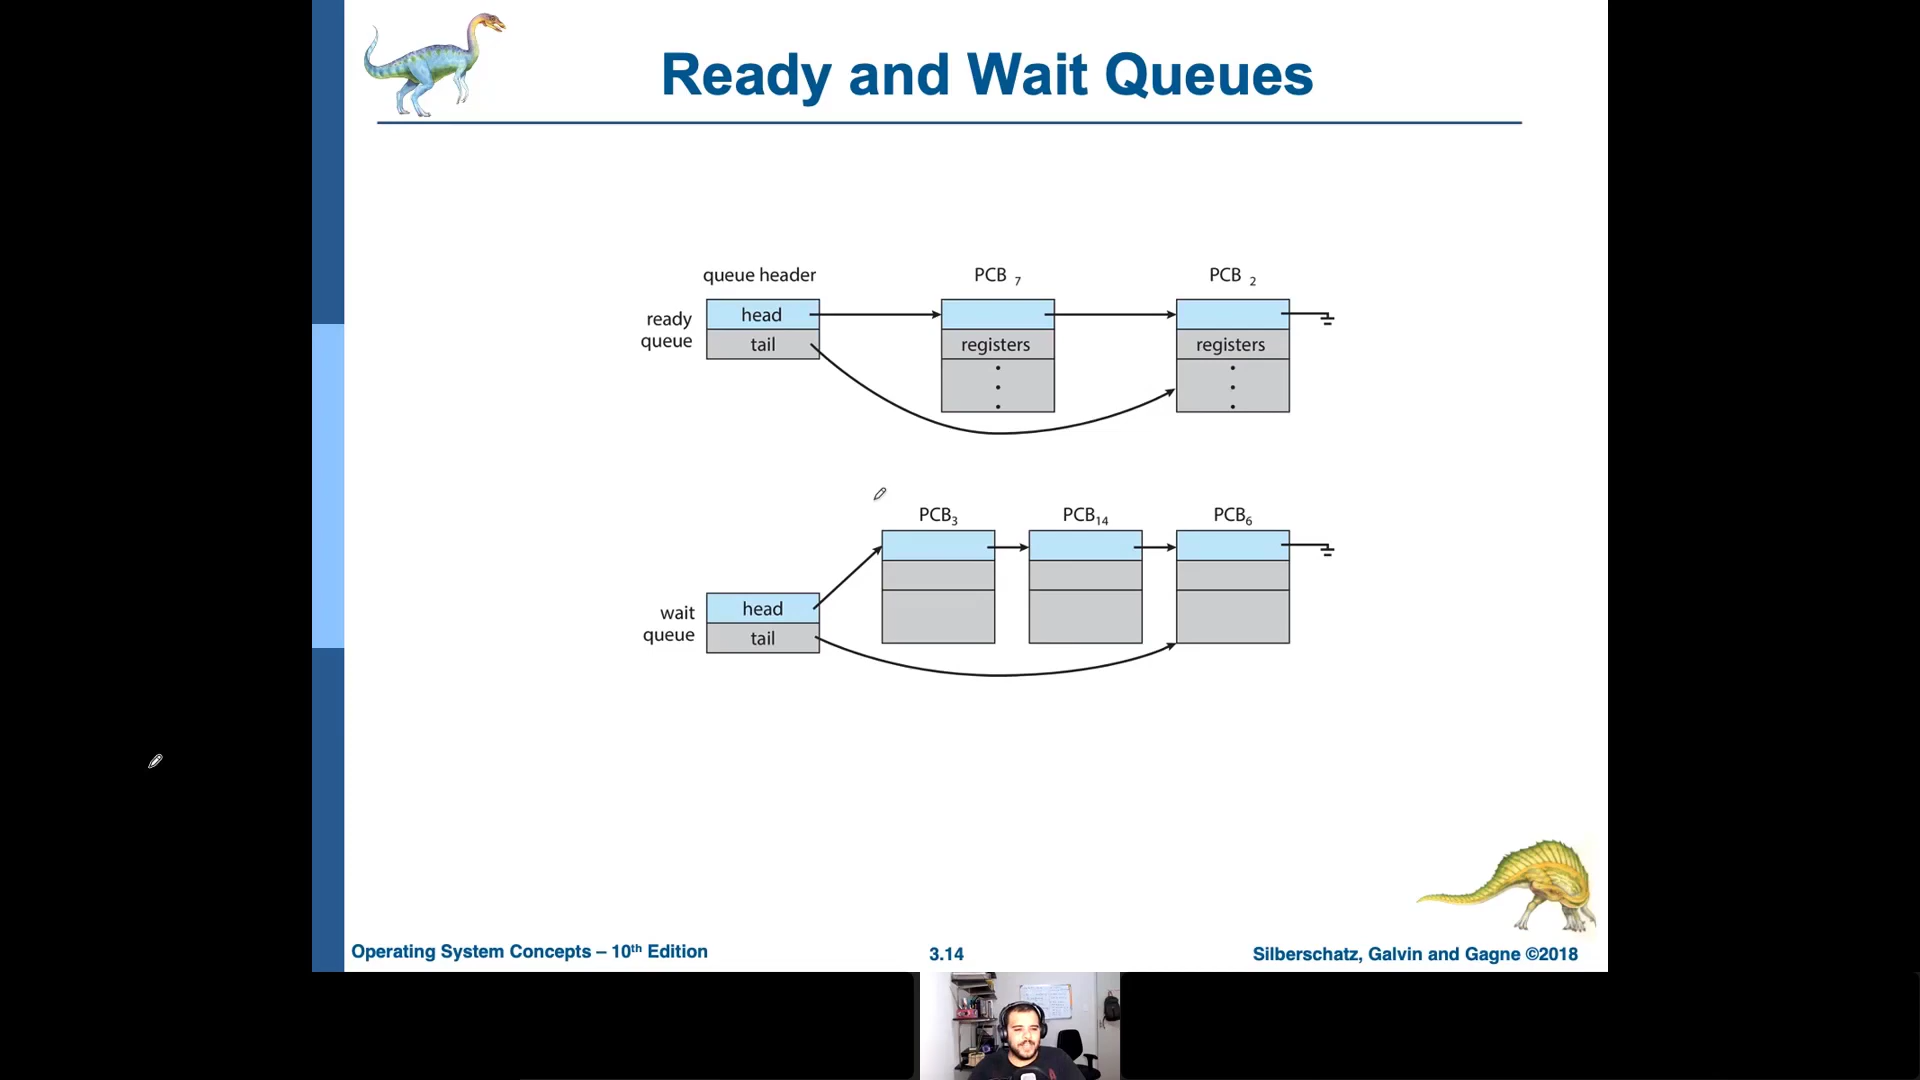 Ready and Wait Queues
queue header
PCB 7
PCB 2
ready
queue
head
tail
registers
registers
PCB3
PCB14
PCB6
wait
queue
head
tail
Operating System Concepts – 10th Edition
3.14
Silberschatz, Galvin and Gagne ©2018